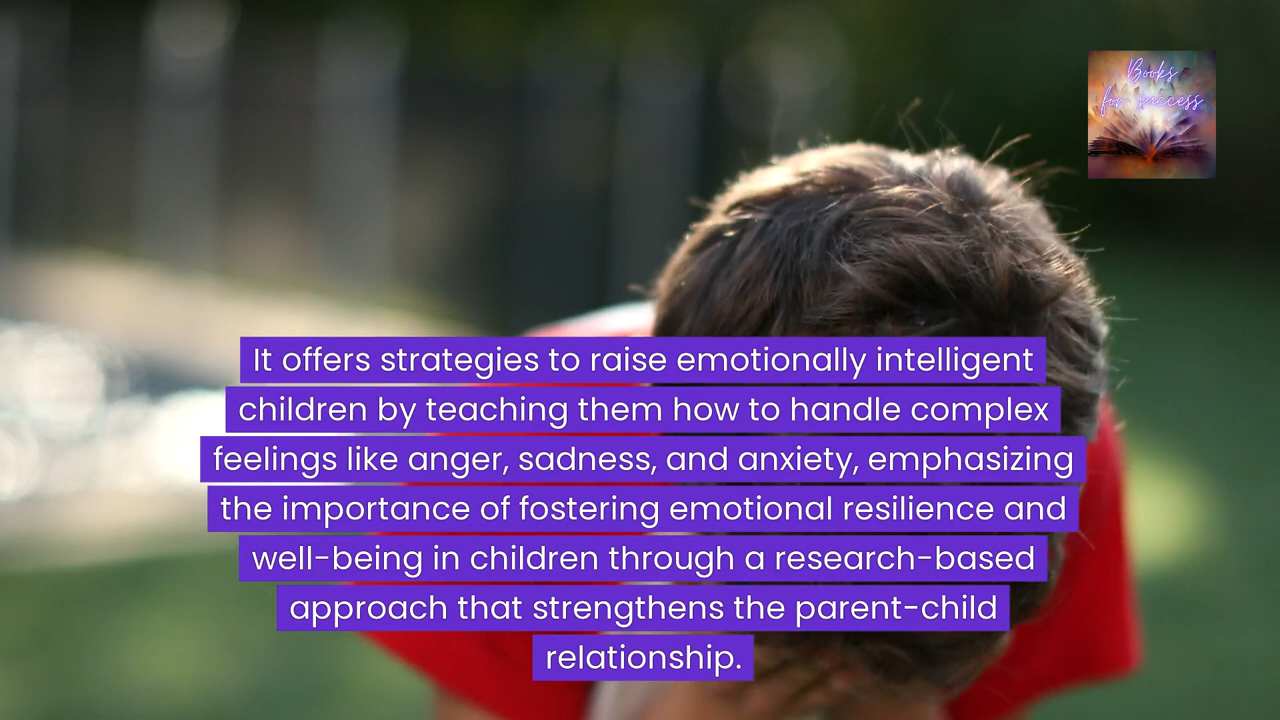 Books
for success
It offers strategies to raise emotionally intelligent
children by teaching them how to handle complex
feelings like anger, sadness, and anxiety, emphasizing
the importance of fostering emotional resilience and
well-being in children through a research-based
approach that strengthens the parent-child
relationship.